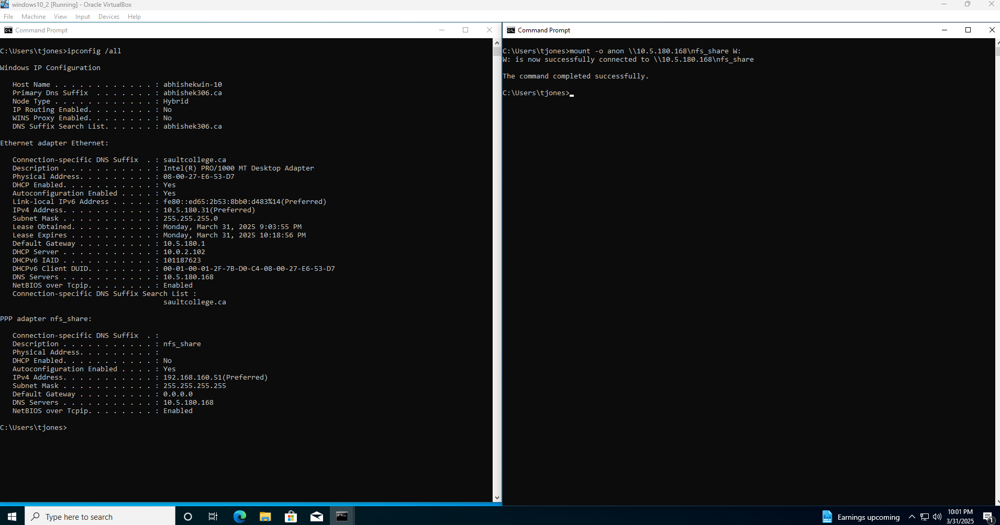 windows10_2 [Running] - Oracle VirtualBox
File Machine View Input Devices Help
Command Prompt
C:\Users\tjones>ipconfig /all
Windows IP Configuration
Host Name . . . . . . . . . . . . : abhishekwin-10
Primary Dns Suffix  . . . . . . . : abhishek306.ca
Node Type . . . . . . . . . . . . : Hybrid
IP Routing Enabled. . . . . . . . : No
WINS Proxy Enabled. . . . . . . . : No
DNS Suffix Search List. . . . . . : abhishek306.ca
Ethernet adapter Ethernet:
Connection-specific DNS Suffix  . : saultcollege.ca
Description . . . . . . . . . . . : Intel(R) PRO/1000 MT Desktop Adapter
Physical Address. . . . . . . . . : 08-00-27-E6-53-D7
DHCP Enabled. . . . . . . . . . . : Yes
Autoconfiguration Enabled . . . . : Yes
Link-local IPv6 Address . . . . . : fe80::ed65:2b53:8bb0:d483%14(Preferred)
IPv4 Address. . . . . . . . . . . : 10.5.180.31(Preferred)
Subnet Mask . . . . . . . . . . . : 255.255.255.0
Lease Obtained. . . . . . . . . . : Monday, March 31, 2025 9:03:55 PM
Lease Expires . . . . . . . . . . : Monday, March 31, 2025 10:18:56 PM
Default Gateway . . . . . . . . . : 10.5.180.1
DHCP Server . . . . . . . . . . . : 10.0.2.102
DHCPv6 IAID . . . . . . . . . . . : 101187623
DHCPv6 Client DUID. . . . . . . . : 00-01-00-01-2F-7B-D0-C4-08-00-27-E6-53-D7
DNS Servers . . . . . . . . . . . : 10.5.180.168
NetBIOS over Tcpip. . . . . . . . : Enabled
Connection-specific DNS Suffix Search List :
saultcollege.ca
PPP adapter nfs_share:
Connection-specific DNS Suffix  . :
Description . . . . . . . . . . . : nfs_share
Physical Address. . . . . . . . . :
DHCP Enabled. . . . . . . . . . . : No
Autoconfiguration Enabled . . . . : Yes
IPv4 Address. . . . . . . . . . . : 192.168.160.51(Preferred)
Subnet Mask . . . . . . . . . . . : 255.255.255.255
Default Gateway . . . . . . . . . : 0.0.0.0
DNS Servers . . . . . . . . . . . : 10.5.180.168
NetBIOS over Tcpip. . . . . . . . : Enabled
C:\Users\tjones>
Command Prompt
C:\Users\tjones>mount -o anon \\10.5.180.168\nfs_share W:
W: is now successfully connected to \\10.5.180.168\nfs_share
The command completed successfully.
C:\Users\tjones>
Type here to search
Earnings upcoming
10:01 PM
3/31/2025
1